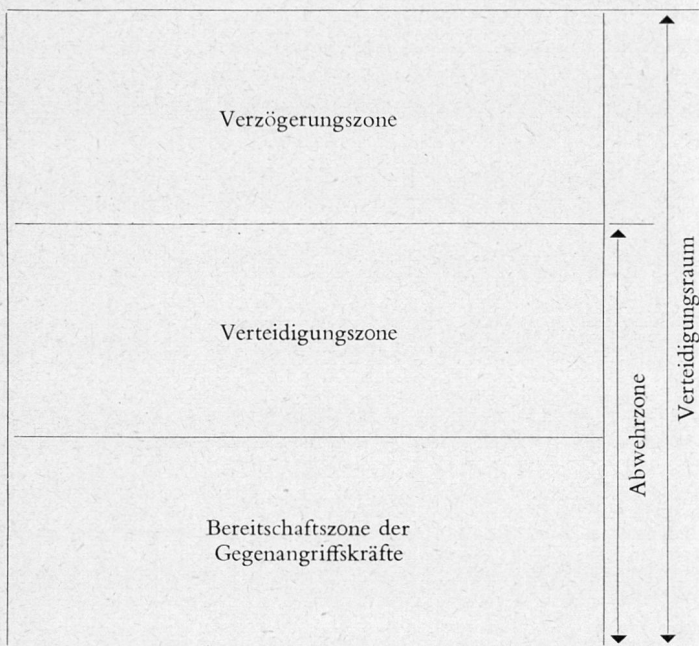 Verzögerungszone
Verteidigungszone
Bereitschaftszone der
Gegenangriffskräfte
Abwehrzone
Verteidigungsraum